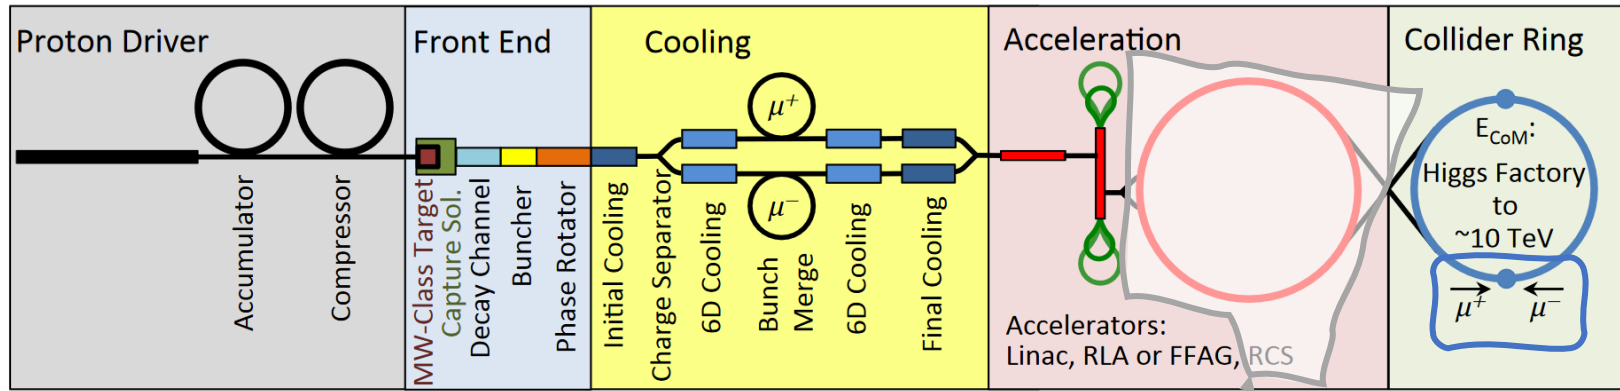 Proton Driver
Front End
Cooling
Acceleration
Collider Ring
Accumulator
Compressor
MW-Class Target
Capture Sol.
Decay Channel
Buncher
Phase Rotator
Initial Cooling
Charge Separator
6D Cooling
μ+
μ−
Bunch
Merge
6D Cooling
Final Cooling
Accelerators:
Linac, RLA or FFAG, RCS
ECoM:
Higgs Factory
to
~10 TeV
μ+ μ−